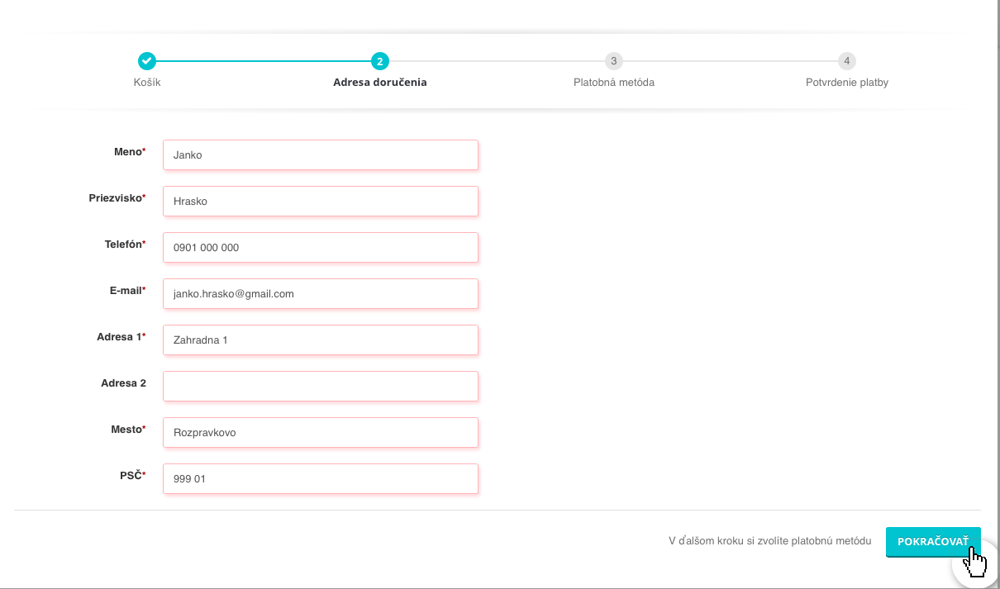 2 3 4
Košík Adresa doručenia Platobná metóda Potvrdenie platby
Meno* Janko
Priezvisko* Hrasko
Telefón* 0901 000 000
E-mail* janko.hrasko@gmail.com
Adresa 1* Zahradna 1
Adresa 2
Mesto* Rozpravkovo
PSČ* 999 01
V ďalšom kroku si zvolíte platobnú metódu POKRAČOVAŤ